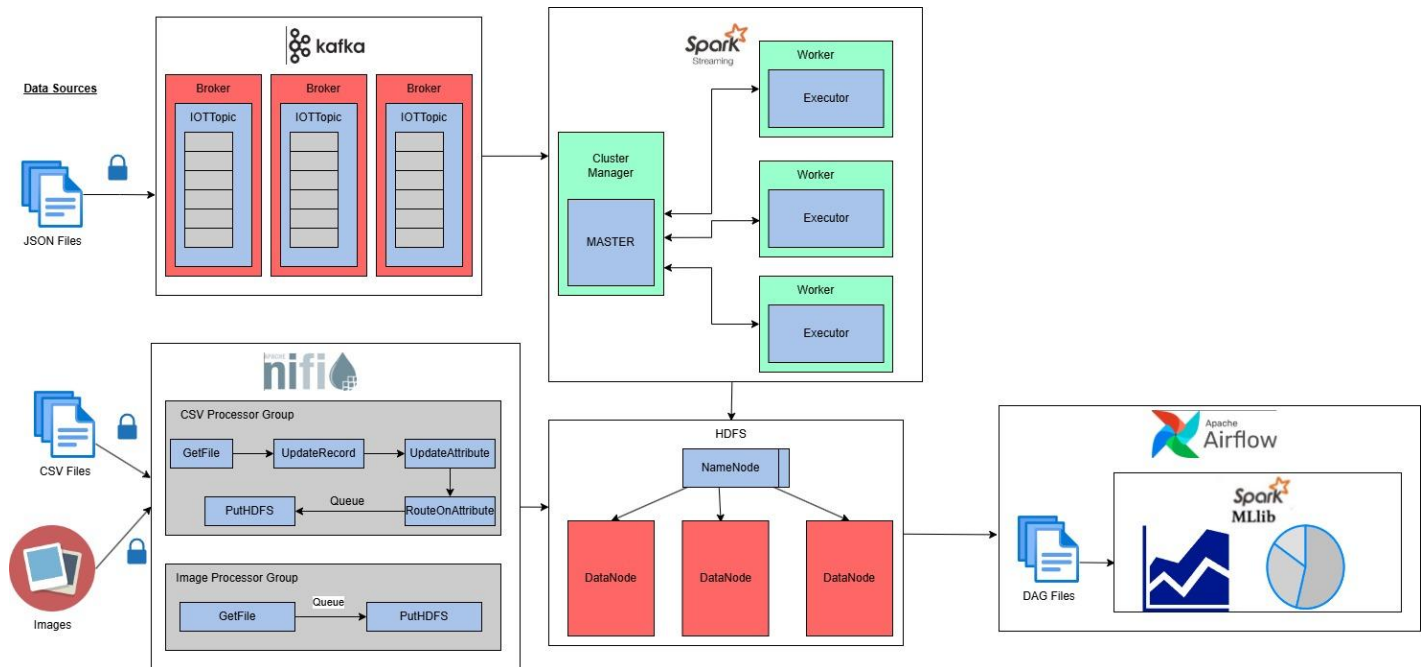 Data Sources
JSON Files
kafka
Broker
IOTTopic
Broker
IOTTopic
Broker
IOTTopic
Spark
Streaming
Cluster
Manager
MASTER
Worker
Executor
Worker
Executor
Worker
Executor
CSV Files
Images
APACHE
nifi
CSV Processor Group
GetFile
UpdateRecord
UpdateAttribute
PutHDFS
Queue
RouteOnAttribute
Image Processor Group
GetFile
Queue
PutHDFS
HDFS
NameNode
DataNode
DataNode
DataNode
Apache
Airflow
DAG Files
Spark
MLlib